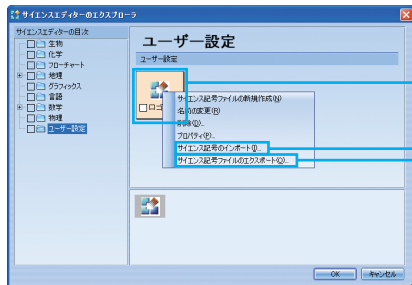 サイエンスエディターのエクスプローラ
サイエンスエディターの目次
生物
化学
フローチャート
地理
グラフィックス
言語
数学
物理
ユーザー設定
ユーザー設定
ユーザー設定
サイエンス記号ファイルの新規作成(N)
名前の変更(R)
削除(D)...
プロパティ(P)...
サイエンス記号のインポート(I)...
サイエンス記号ファイルのエクスポート(O)...
OK
キャンセル